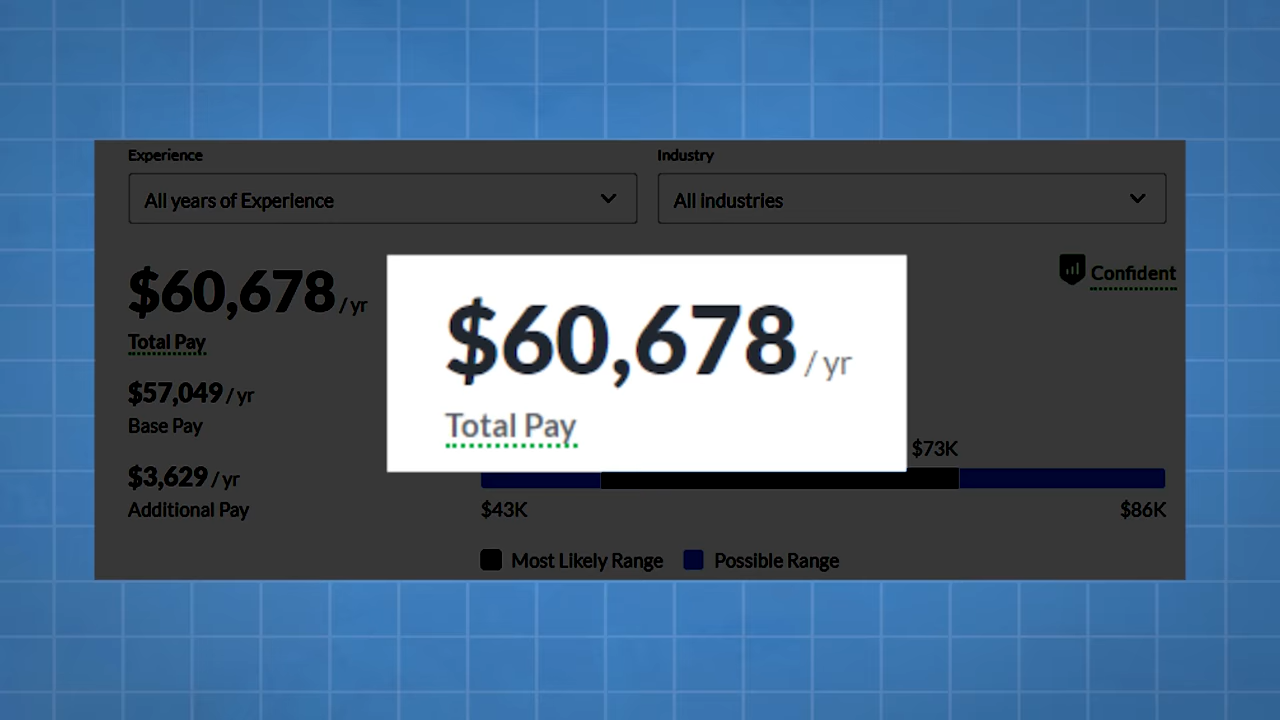 Experience
Industry
All years of Experience
All industries
$60,678 / yr
Total Pay
Confident
$60,678 / yr
Total Pay
$57,049 / yr
Base Pay
$73K
$3,629 / yr
Additional Pay
$43K
$86K
Most Likely Range
Possible Range